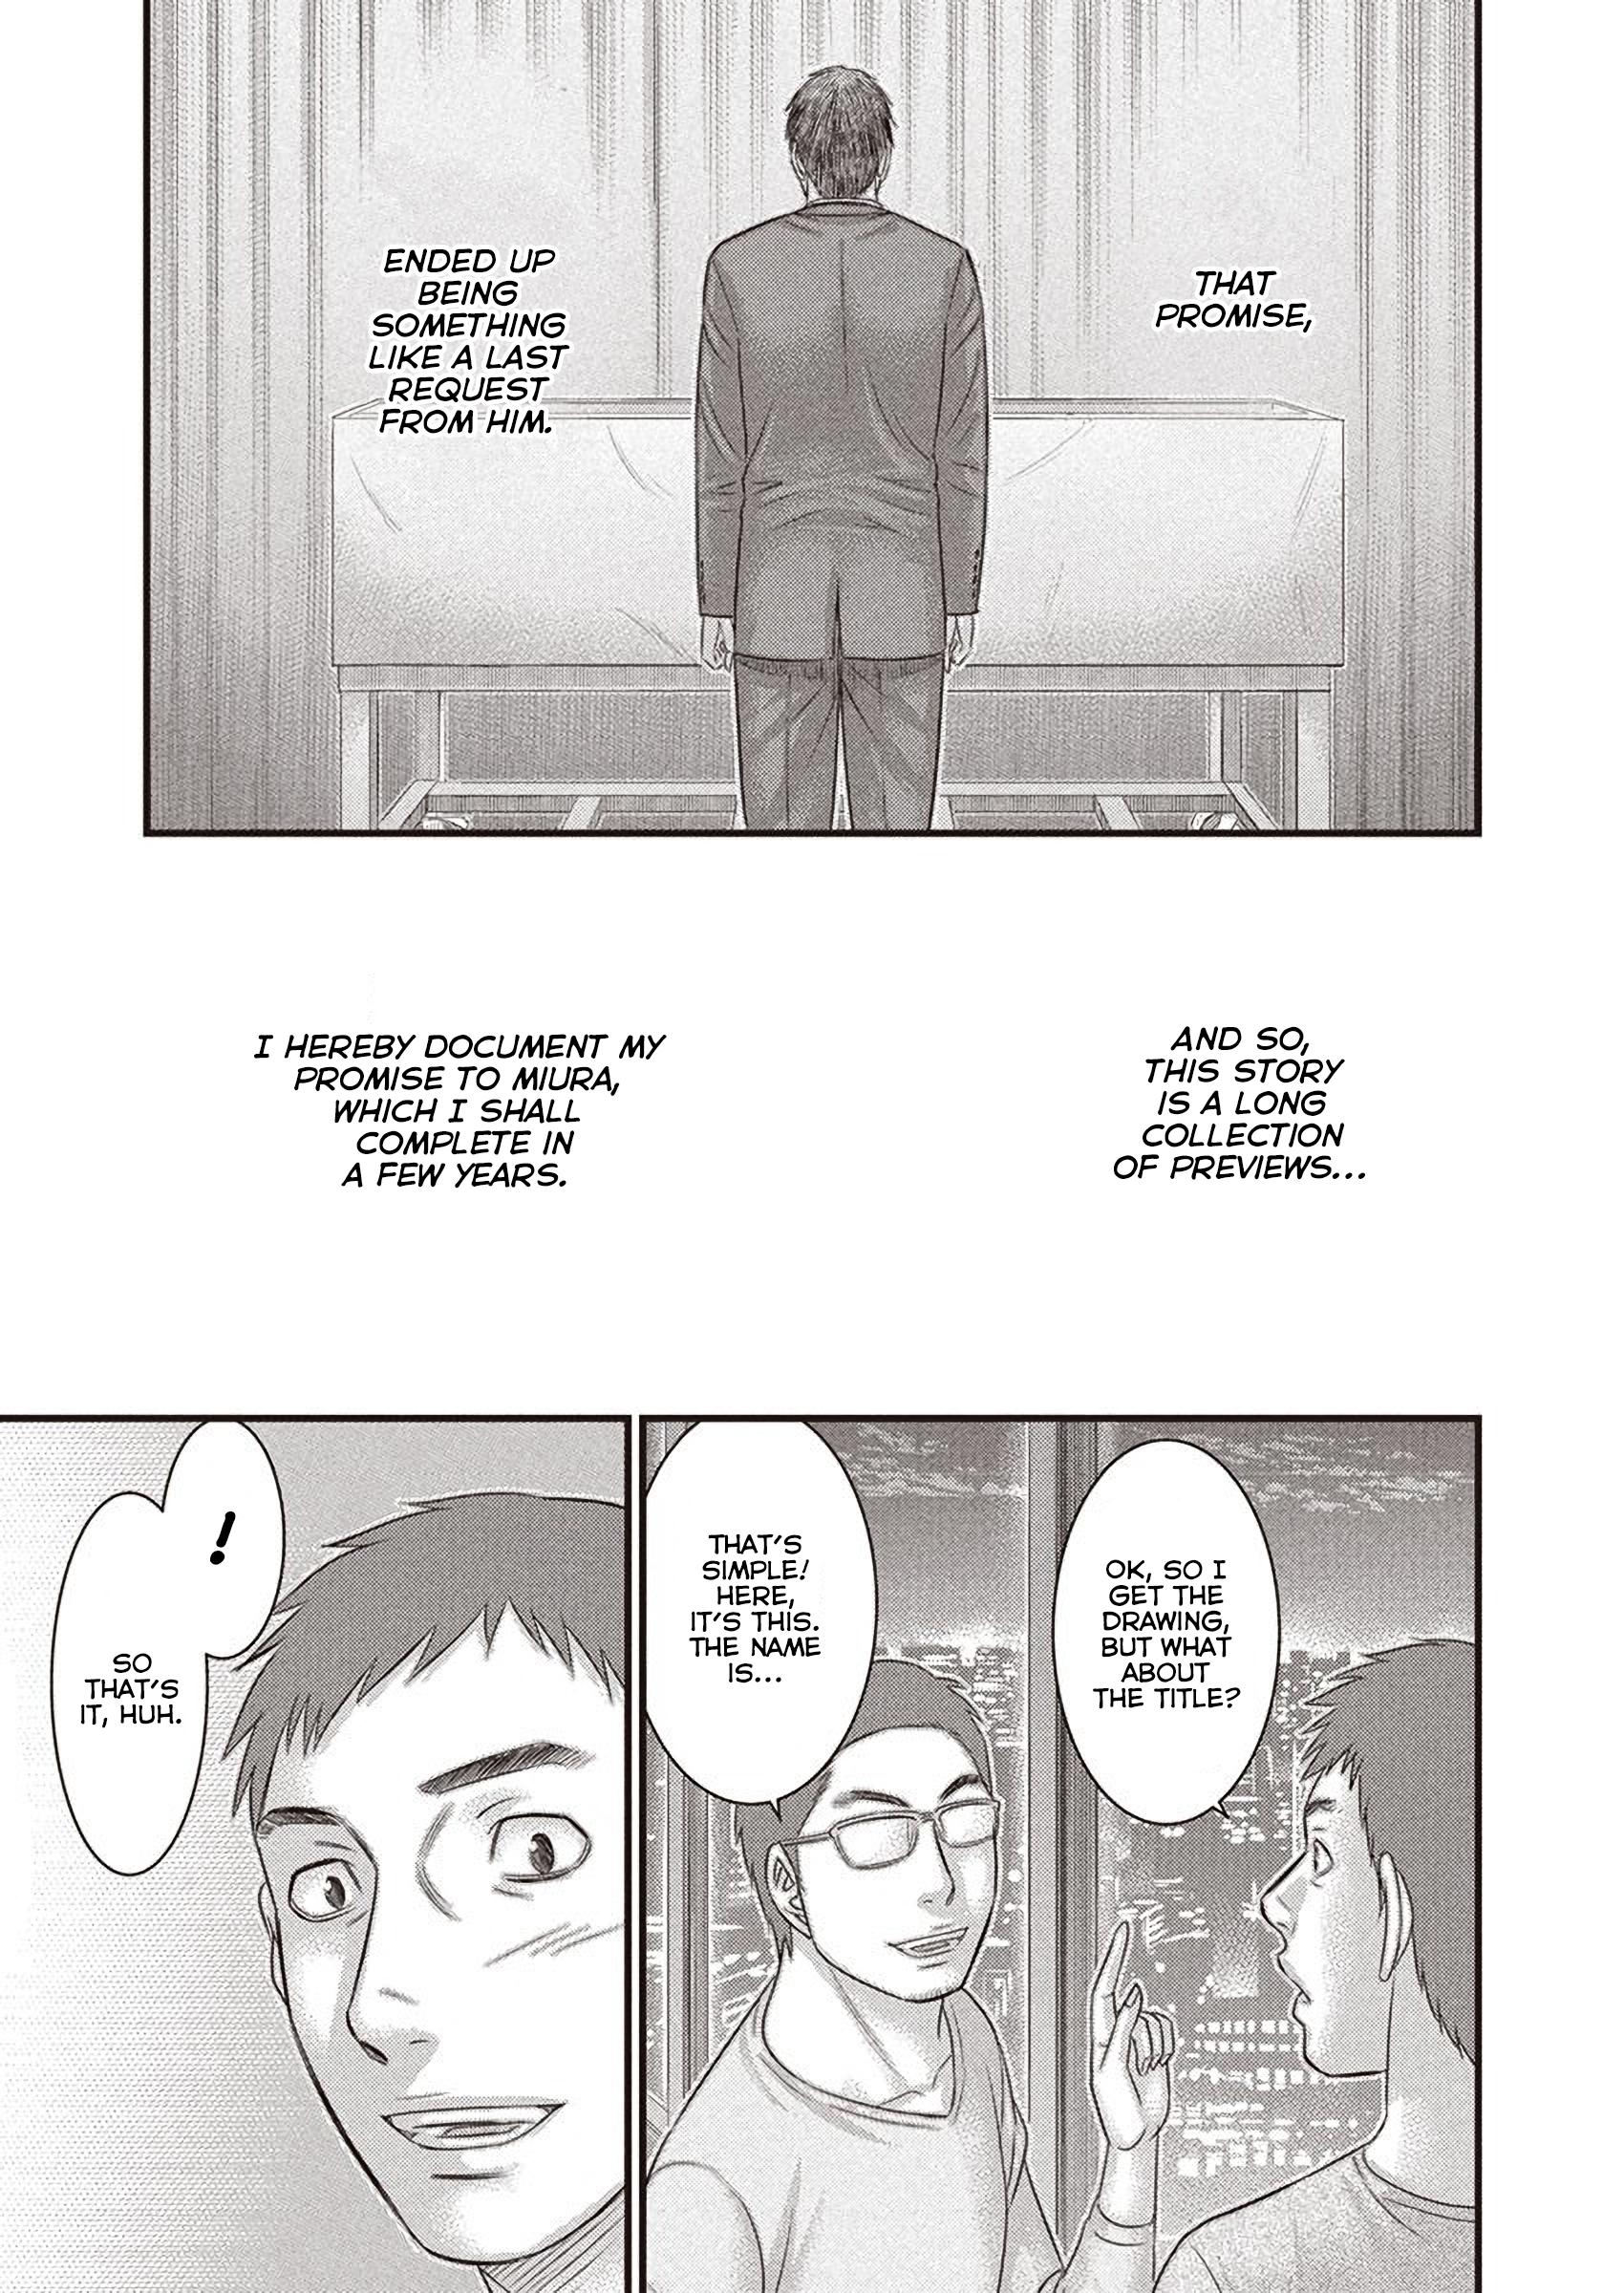 THAT
PROMISE,
ENDED UP
BEING
SOMETHING
LIKE A LAST
REQUEST
FROM HIM.
AND SO,
THIS STORY
IS A LONG
COLLECTION
OF PREVIEWS...
I HEREBY DOCUMENT MY
PROMISE TO MIURA,
WHICH I SHALL
COMPLETE IN
A FEW YEARS.
OK, SO I
GET THE
DRAWING,
BUT WHAT
ABOUT
THE TITLE?
THAT'S
SIMPLE!
HERE,
IT'S THIS.
THE NAME
IS...
!
SO
THAT'S
IT, HUH.